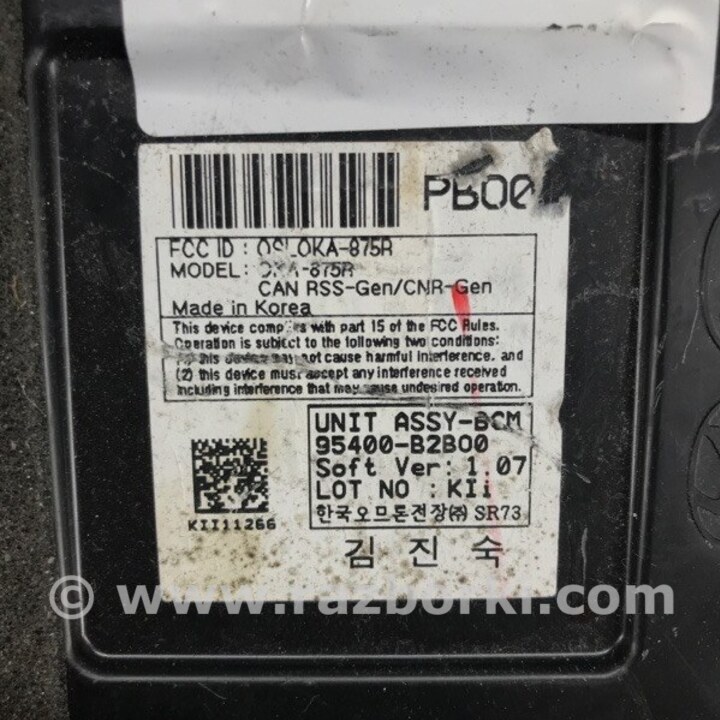 PB00
FCC ID : OSLOKA-875R
MODEL: OKA-875R
CAN RSS-Gen/CNR-Gen
Made in Korea
This device complies with part 15 of the FCC Rules.
Operation is subject to the following two conditions:
(1) this device may not cause harmful interference, and
(2) this device must accept any interference received
including interference that may cause undesired operation.
UNIT ASSY-BCM
95400-B2B00
Soft Ver: 1.07
LOT NO : KIi
한국오므론전장㈜ SR73
KII11266
김 진 숙
© www.razborki.com